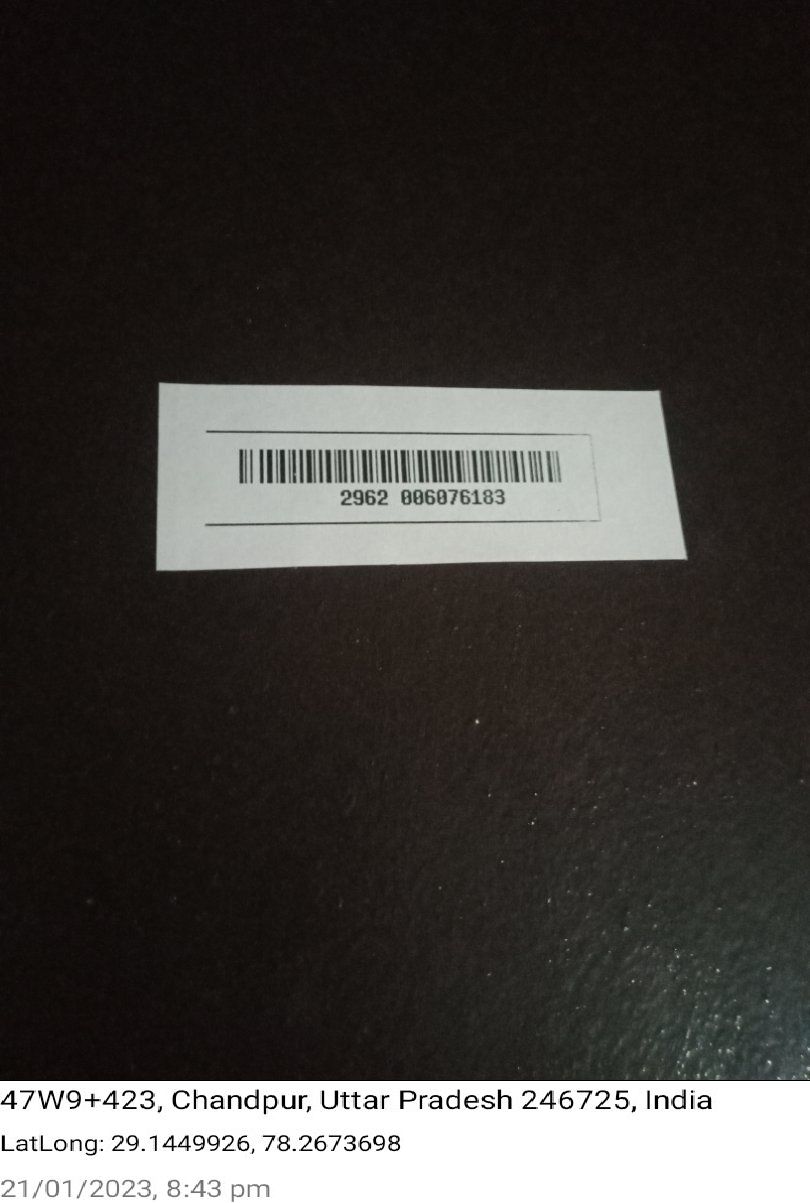 2962 006076183
47W9+423, Chandpur, Uttar Pradesh 246725, India
LatLong: 29.1449926, 78.2673698
21/01/2023, 8:43 pm